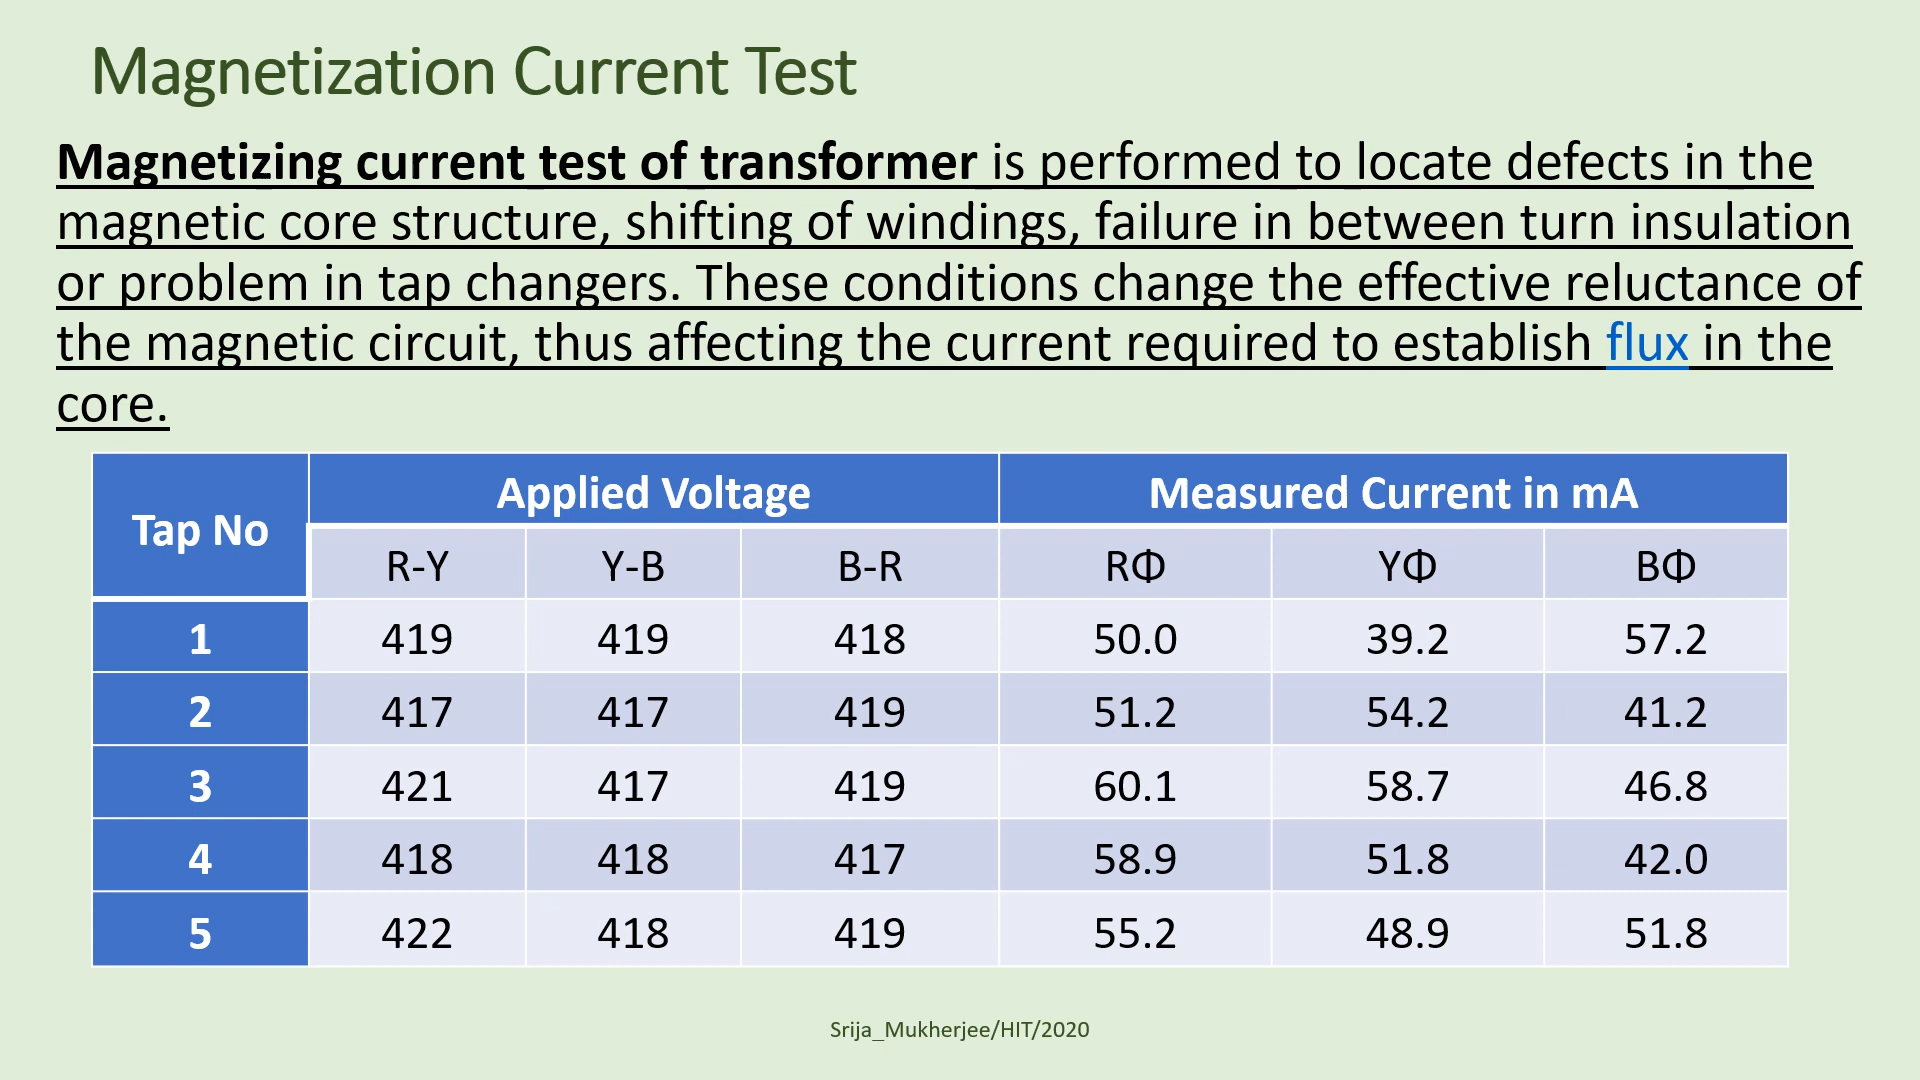 Magnetization Current Test
Magnetizing current test of transformer is performed to locate defects in the
magnetic core structure, shifting of windings, failure in between turn insulation
or problem in tap changers. These conditions change the effective reluctance of
the magnetic circuit, thus affecting the current required to establish flux in the
core.
Tap No Applied Voltage Measured Current in mA
R-Y Y-B B-R RΦ YΦ BΦ
1 419 419 418 50.0 39.2 57.2
2 417 417 419 51.2 54.2 41.2
3 421 417 419 60.1 58.7 46.8
4 418 418 417 58.9 51.8 42.0
5 422 418 419 55.2 48.9 51.8
Srija_Mukherjee/HIT/2020